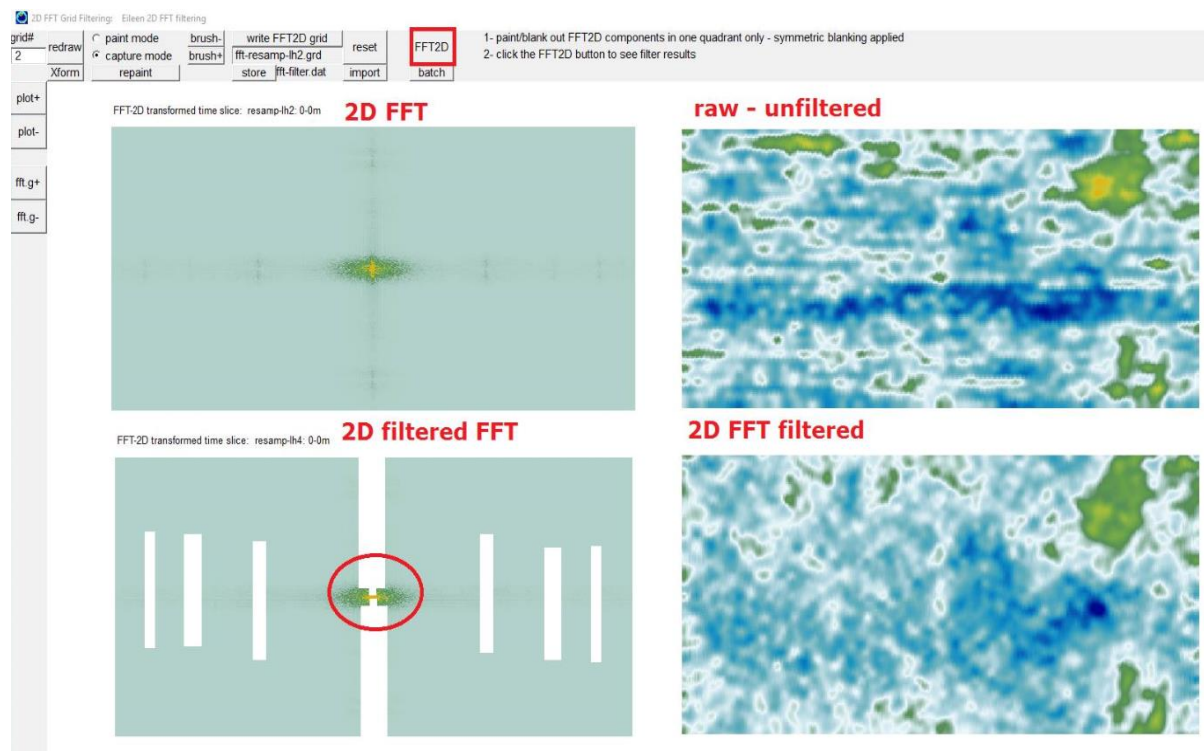 2D FFT Grid Filtering: Eileen 2D FFT filtering
grid#
2
redraw
Xform
paint mode
capture mode
repaint
brush-
brush+
write FFT2D grid
fft-resamp-lh2.grd
store fft-filter.dat
reset
import
FFT2D
batch
1- paint/blank out FFT2D components in one quadrant only - symmetric blanking applied
2- click the FFT2D button to see filter results
plot+
plot-
fft.g+
fft.g-
FFT-2D transformed time slice: resamp-lh2: 0-0m
2D FFT
raw - unfiltered
FFT-2D transformed time slice: resamp-lh4: 0-0m
2D filtered FFT
2D FFT filtered